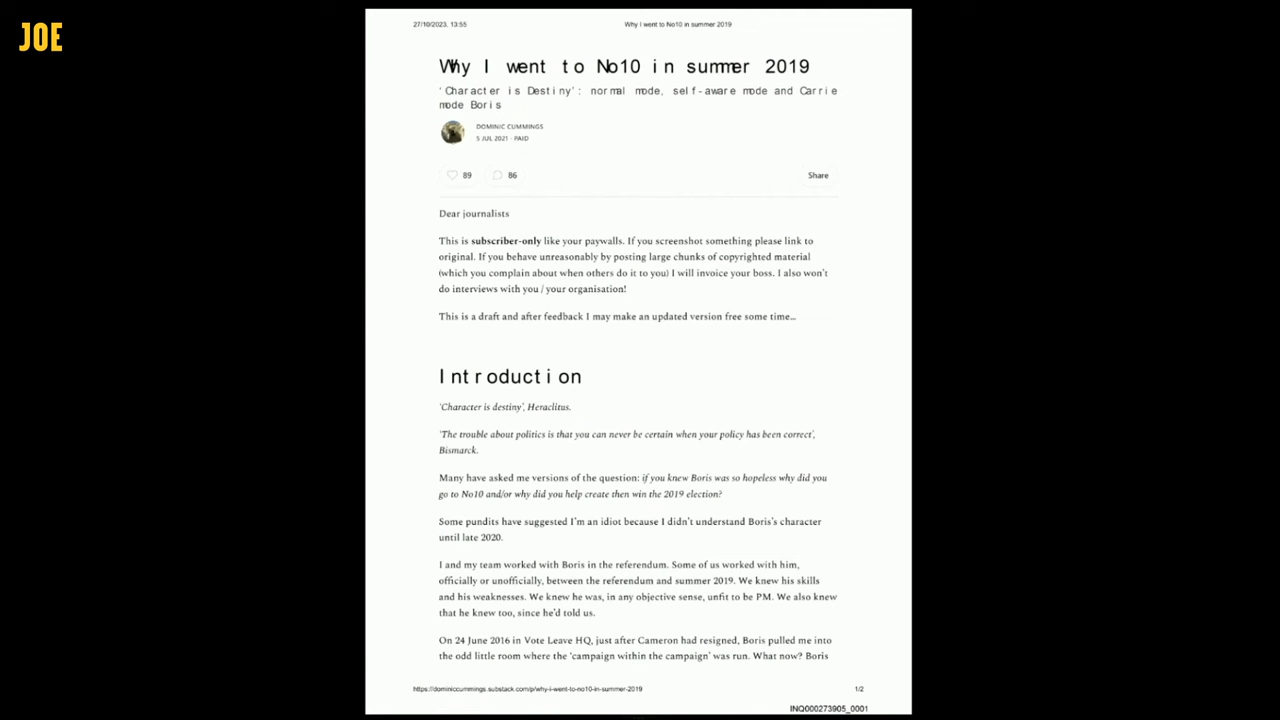 JOE
27/10/2023, 13:55 Why I went to No10 in summer 2019
Why I went to No10 in summer 2019
'Character is Destiny': normal mode, self-aware mode and Carrie
mode Boris
DOMINIC CUMMINGS
5 JUL 2021 · PAID
89 86 Share
Dear journalists
This is subscriber-only like your paywalls. If you screenshot something please link to
original. If you behave unreasonably by posting large chunks of copyrighted material
(which you complain about when others do it to you) I will invoice your boss. I also won't
do interviews with you / your organisation!
This is a draft and after feedback I may make an updated version free some time...
Introduction
'Character is destiny', Heraclitus.
'The trouble about politics is that you can never be certain when your policy has been correct',
Bismarck.
Many have asked me versions of the question: if you knew Boris was so hopeless why did you
go to No10 and/or why did you help create then win the 2019 election?
Some pundits have suggested I'm an idiot because I didn't understand Boris's character
until late 2020.
I and my team worked with Boris in the referendum. Some of us worked with him,
officially or unofficially, between the referendum and summer 2019. We knew his skills
and his weaknesses. We knew he was, in any objective sense, unfit to be PM. We also knew
that he knew too, since he'd told us.
On 24 June 2016 in Vote Leave HQ, just after Cameron had resigned, Boris pulled me into
the odd little room where the 'campaign within the campaign' was run. What now? Boris
https://dominiccummings.substack.com/p/why-i-went-to-no10-in-summer-2019 1/2
INQ000273905_0001